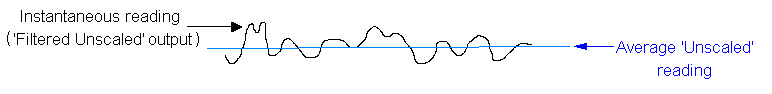 Instantaneous reading
('Filtered Unscaled' output)
Average 'Unscaled'
reading